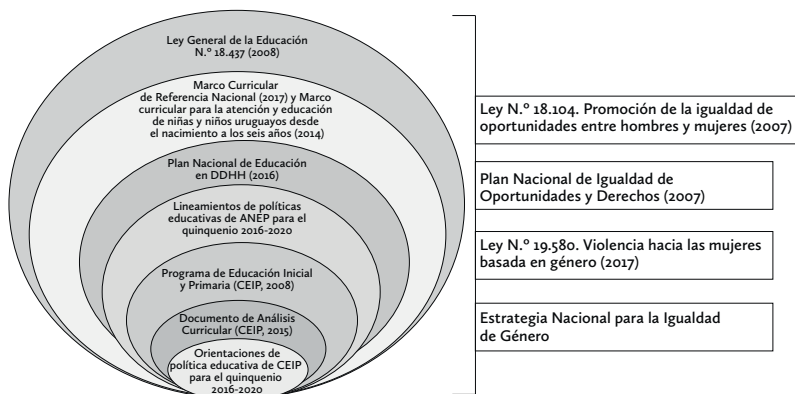 Ley General de la Educación
N.º 18.437 (2008)
Marco Curricular
de Referencia Nacional (2017) y Marco
curricular para la atención y educación
de niñas y niños uruguayos desde
el nacimiento a los seis años (2014)
Plan Nacional de Educación
en DDHH (2016)
Lineamientos de políticas
educativas de ANEP para el
quinquenio 2016-2020
Programa de Educación Inicial
y Primaria (CEIP, 2008)
Documento de Análisis
Curricular (CEIP, 2015)
Orientaciones de
política educativa de CEIP
para el quinquenio
2016-2020
Ley N.º 18.104. Promoción de la igualdad de
oportunidades entre hombres y mujeres (2007)
Plan Nacional de Igualdad de
Oportunidades y Derechos (2007)
Ley N.º 19.580. Violencia hacia las mujeres
basada en género (2017)
Estrategia Nacional para la Igualdad
de Género